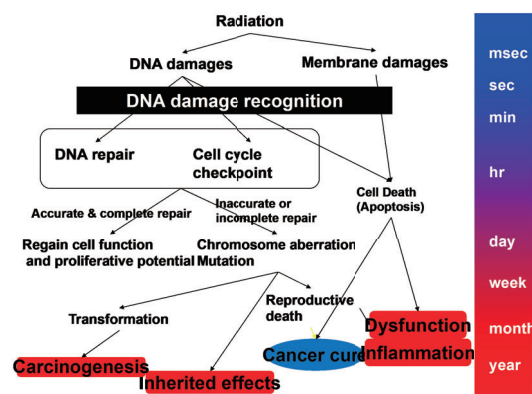 Radiation
DNA damages
Membrane damages
DNA damage recognition
DNA repair
Cell cycle
checkpoint
Cell Death
(Apoptosis)
Accurate & complete repair
Inaccurate or
incomplete repair
Regain cell function
and proliferative potential
Chromosome aberration
Mutation
Transformation
Reproductive
death
Carcinogenesis
Inherited effects
Cancer cure
Dysfunction
Inflammation
msec
sec
min
hr
day
week
month
year